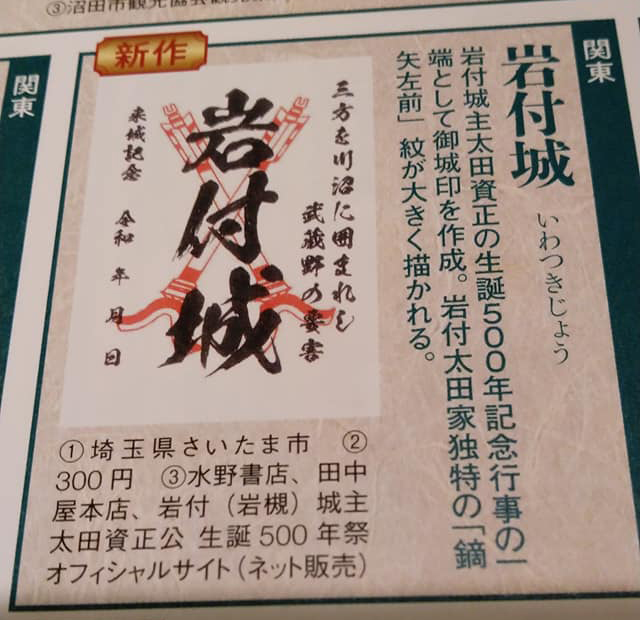 ③沼田市観光協会
関東
関東
岩付城
いわつきじょう
岩付城主太田資正の生誕500年記念行事の一
端として御城印を作成。岩付太田家独特の「鏑
矢左前」紋が大きく描かれる。
新作
三方を川沼に囲まれし
武蔵野の要害
岩付城
来城記念
令和 年 月 日
①埼玉県さいたま市 ②
300円 ③水野書店、田中
屋本店、岩付（岩槻）城主
太田資正公 生誕500年祭
オフィシャルサイト（ネット販売）